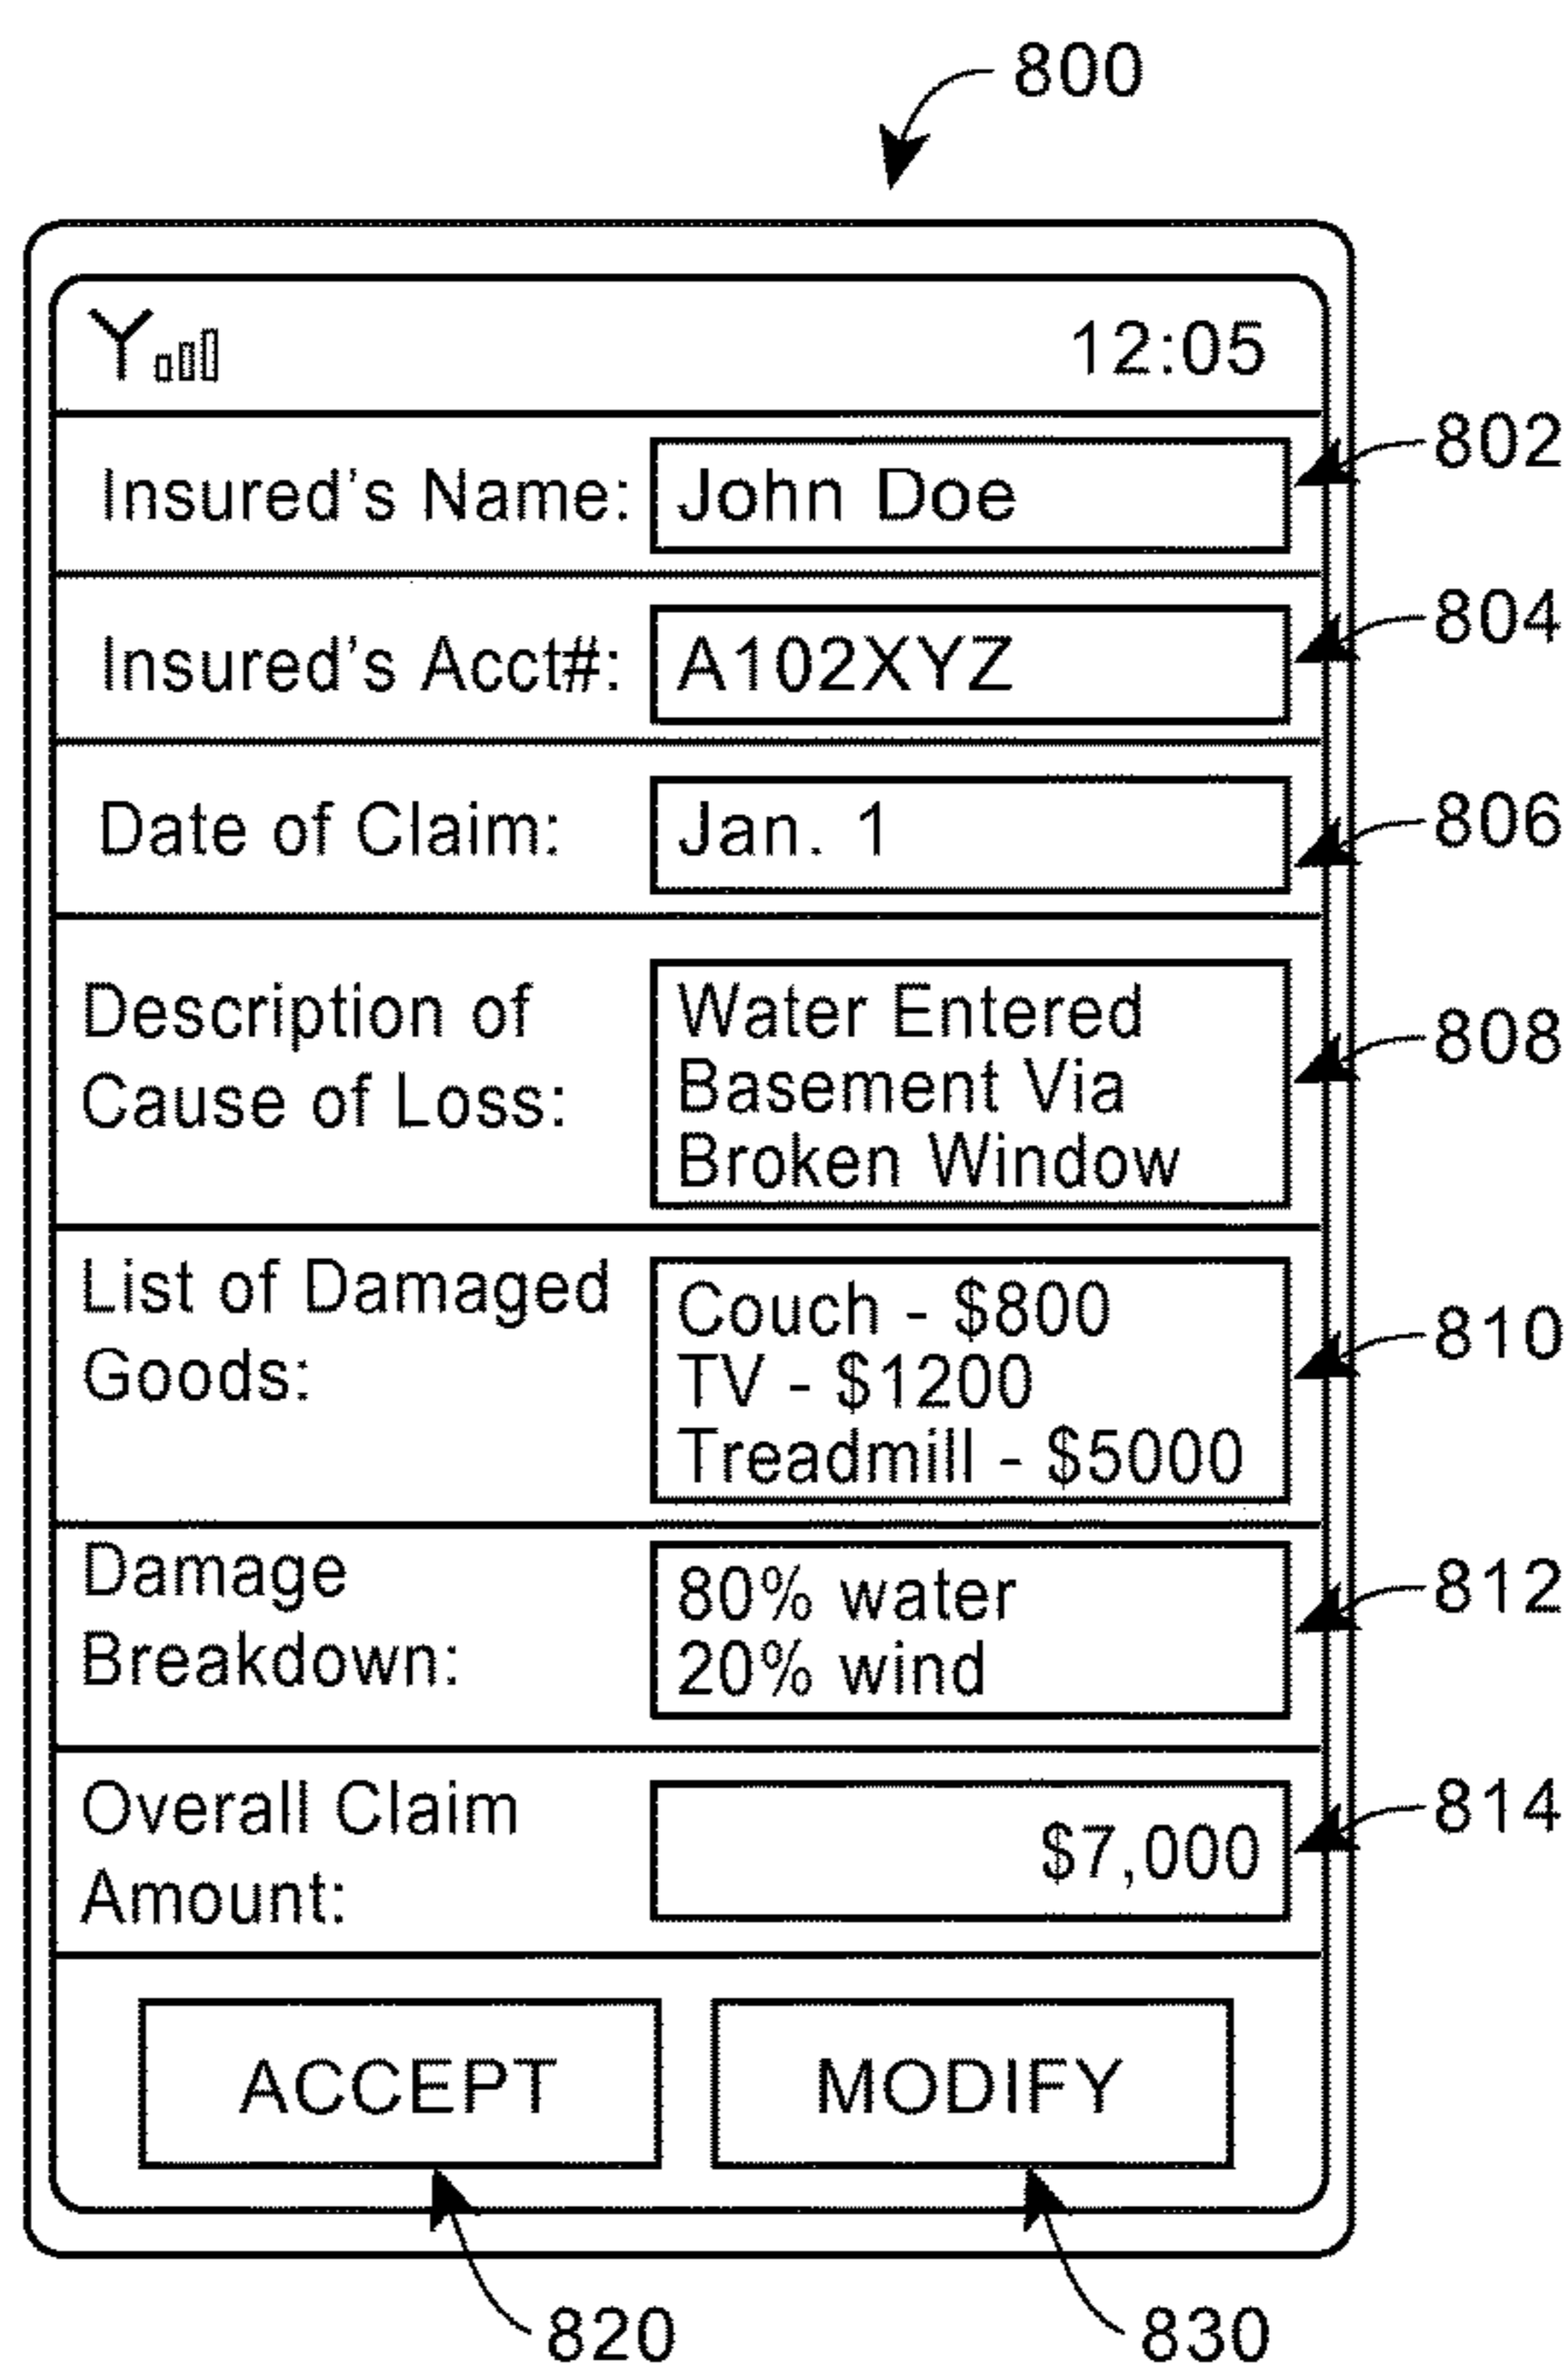 800
12:05
Insured's Name: John Doe
802
Insured's Acct#: A102XYZ
804
Date of Claim: Jan. 1
806
Description of
Cause of Loss:
Water Entered
Basement Via
Broken Window
808
List of Damaged
Goods:
Couch - $800
TV - $1200
Treadmill - $5000
810
Damage
Breakdown:
80% water
20% wind
812
Overall Claim
Amount:
$7,000
814
ACCEPT
MODIFY
820
830